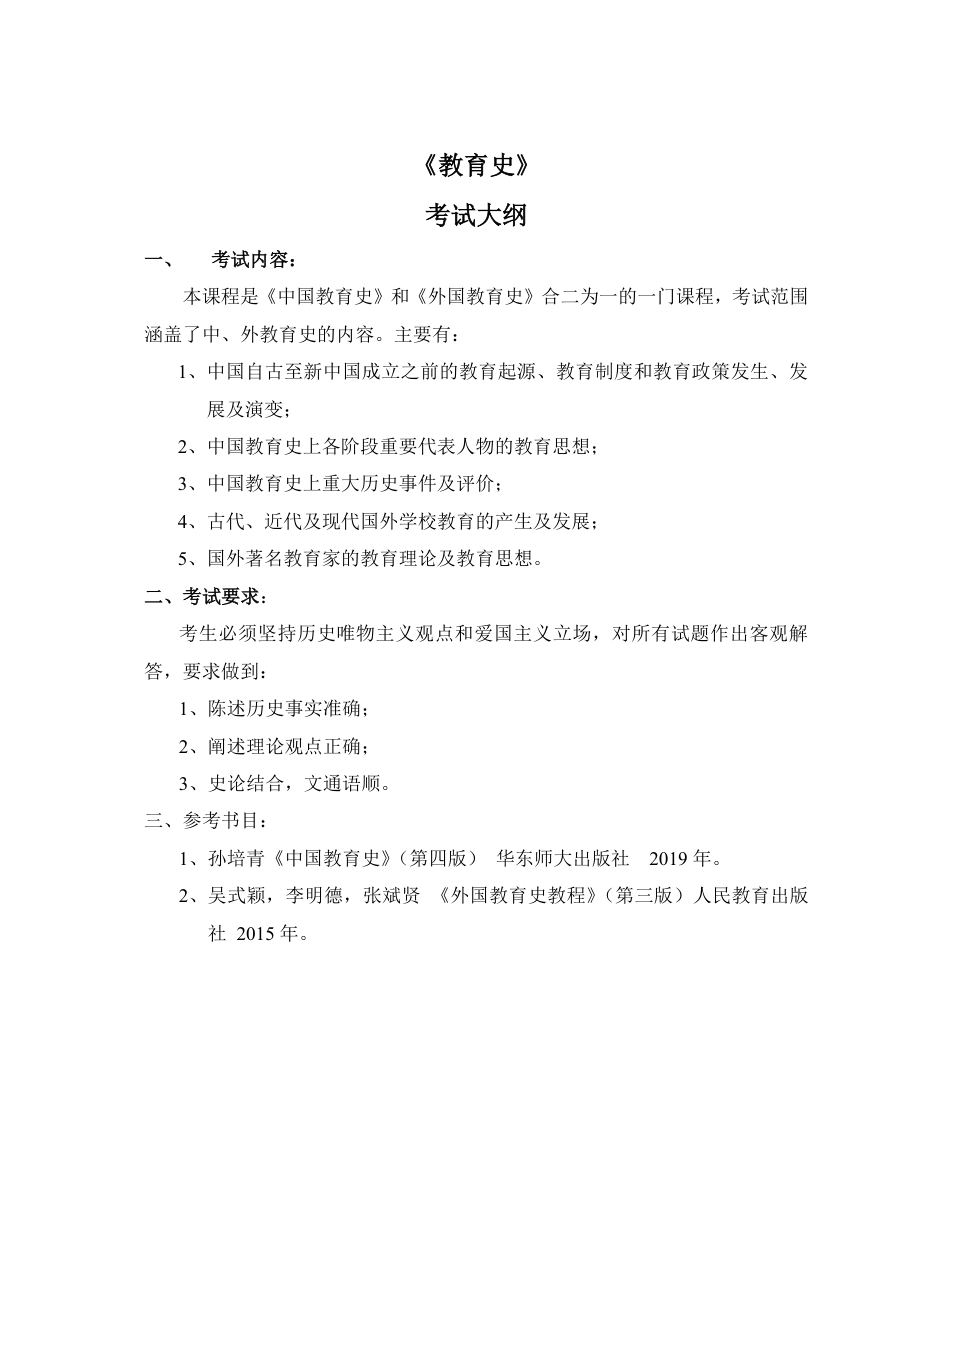 《教育史》
考试大纲
一、 考试内容：
本课程是《中国教育史》和《外国教育史》合二为一的一门课程，考试范围
涵盖了中、外教育史的内容。主要有：
1、中国自古至新中国成立之前的教育起源、教育制度和教育政策发生、发
展及演变；
2、中国教育史上各阶段重要代表人物的教育思想；
3、中国教育史上重大历史事件及评价；
4、古代、近代及现代国外学校教育的产生及发展；
5、国外著名教育家的教育理论及教育思想。
二、考试要求：
考生必须坚持历史唯物主义观点和爱国主义立场，对所有试题作出客观解
答，要求做到：
1、陈述历史事实准确；
2、阐述理论观点正确；
3、史论结合，文通语顺。
三、参考书目：
1、孙培青《中国教育史》（第四版） 华东师大出版社 2019 年。
2、吴式颖，李明德，张斌贤 《外国教育史教程》（第三版）人民教育出版
社 2015 年。